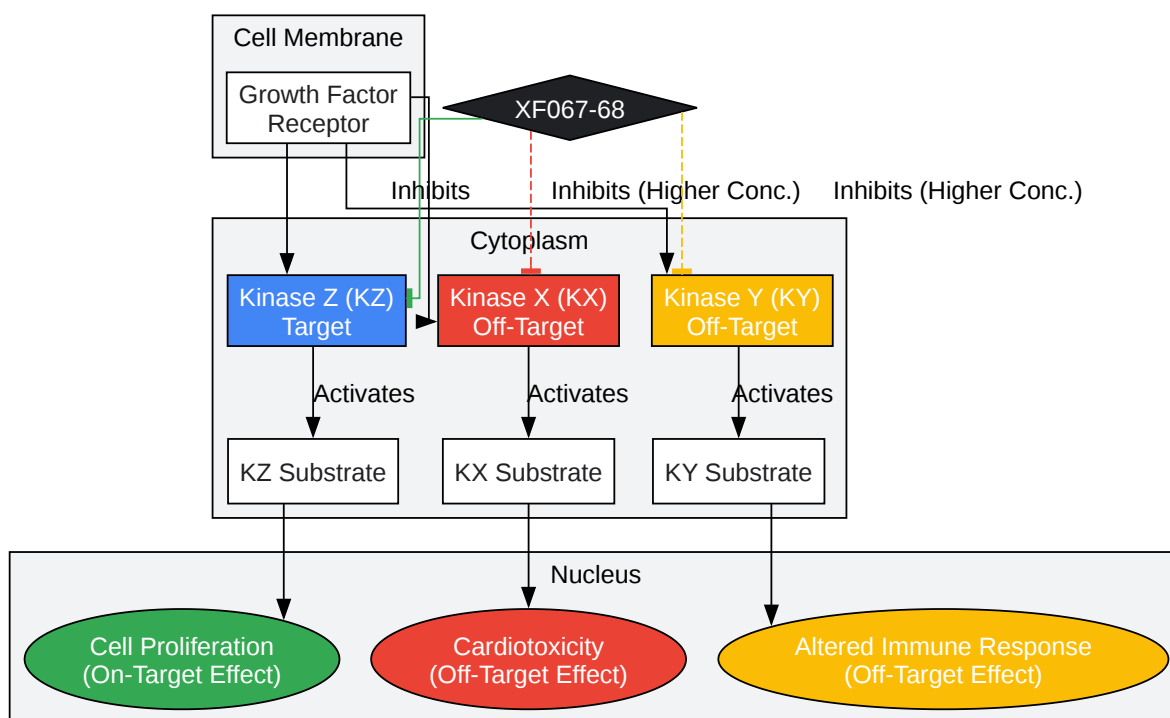 Cell Membrane
Growth Factor
Receptor
XF067-68
Inhibits
Inhibits (Higher Conc.)
Inhibits (Higher Conc.)
Cytoplasm
Kinase Z (KZ)
Target
Kinase X (KX)
Off-Target
Kinase Y (KY)
Off-Target
Activates
Activates
Activates
KZ Substrate
KX Substrate
KY Substrate
Nucleus
Cell Proliferation
(On-Target Effect)
Cardiotoxicity
(Off-Target Effect)
Altered Immune Response
(Off-Target Effect)